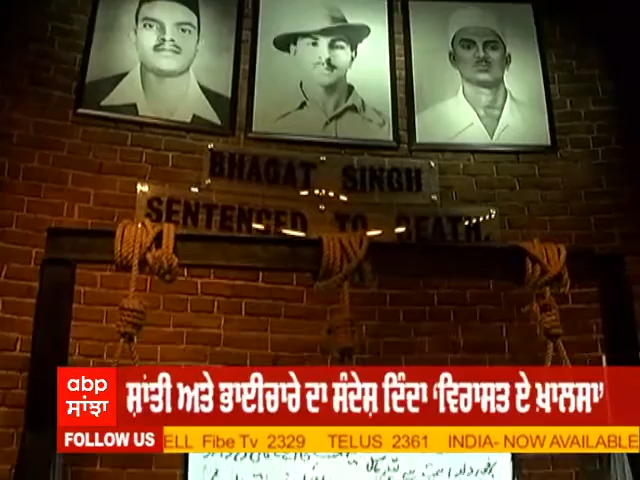 BHAGAT SINGH
SENTENCED TO DEATH.
abp
ਸਾਂਝਾ
ਸ਼ਾਂਤੀ ਅਤੇ ਭਾਈਚਾਰੇ ਦਾ ਸੰਦੇਸ਼ ਦਿੰਦਾ 'ਵਿਰਾਸਤ ਏ ਖ਼ਾਲਸਾ'
FOLLOW US
ELL Fibe Tv 2329 TELUS 2361 INDIA- NOW AVAILABLE